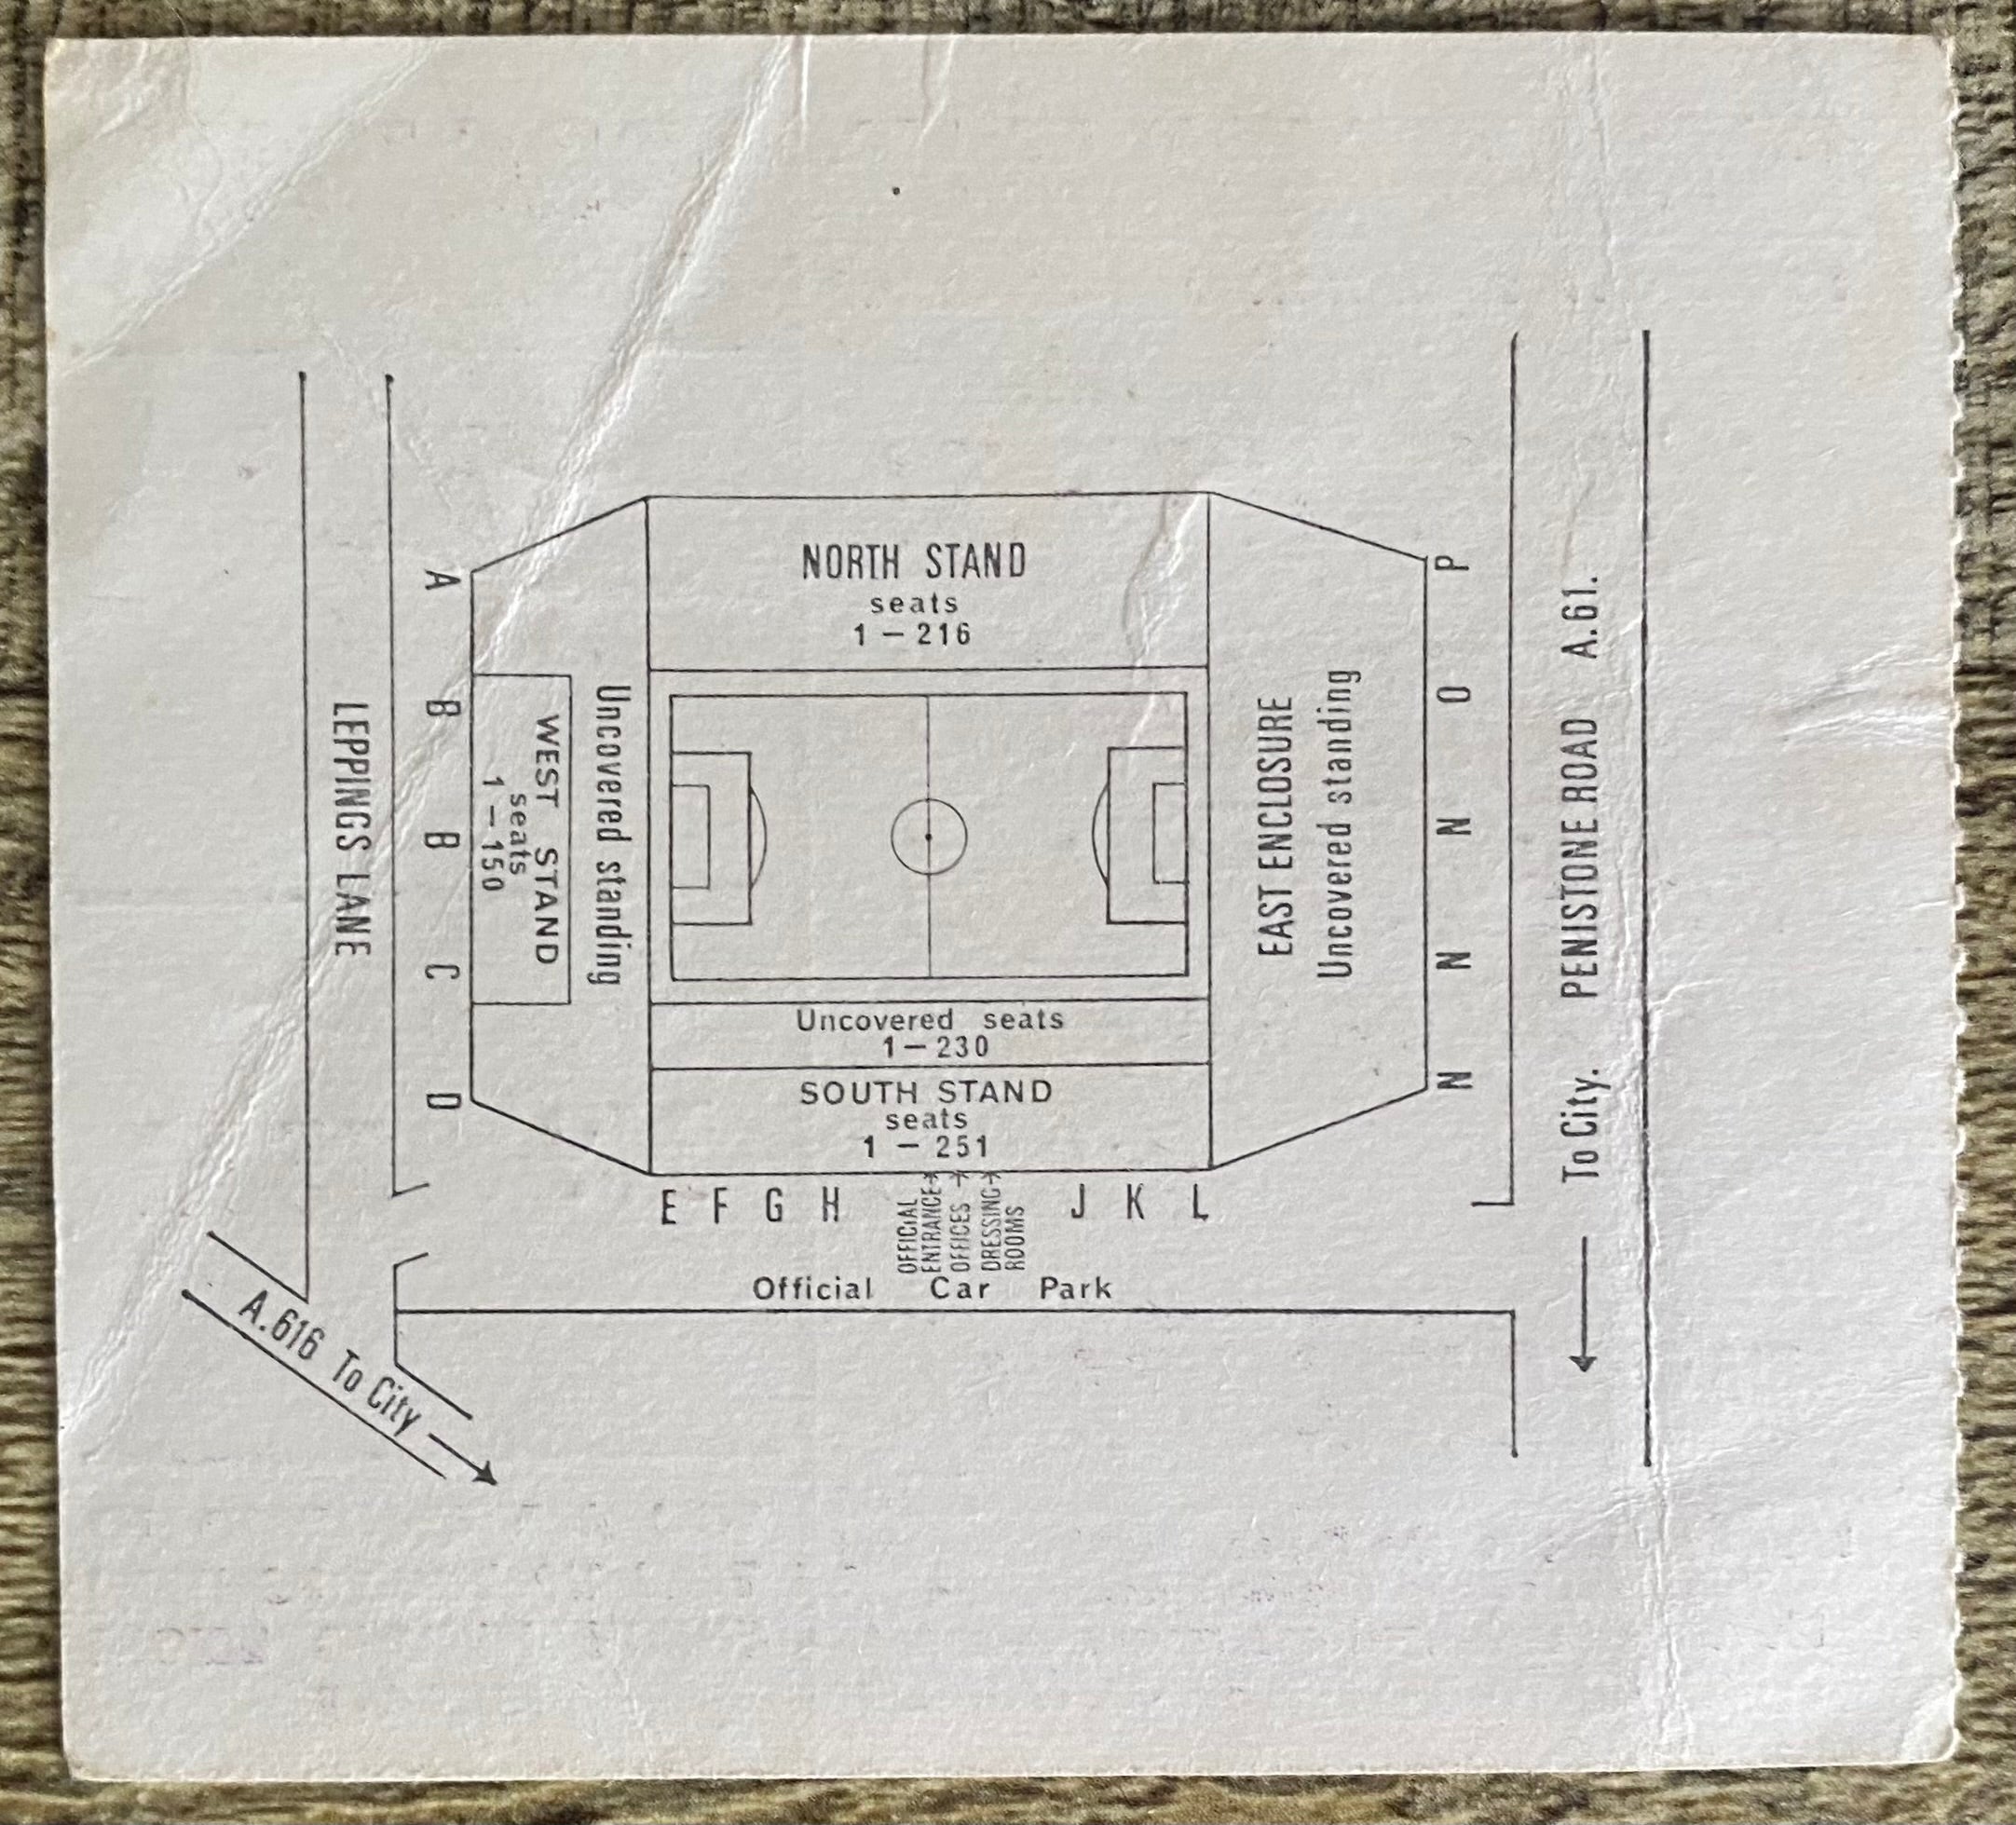 NORTH STAND
seats
1 – 216
A
B
B
C
D
LEPPINGS LANE
WEST STAND
seats
1 – 150
Uncovered standing
EAST ENCLOSURE
Uncovered standing
P
O
N
N
N
PENISTONE ROAD A.61.
To City.
Uncovered seats
1 – 230
SOUTH STAND
seats
1 – 251
E F G H
OFFICIAL
ENTRANCE*
OFFICES *
DRESSING*
ROOMS
J K L
Official Car Park
A.616 To City